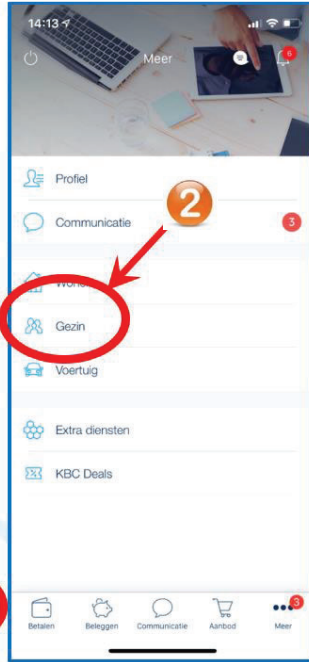 14:13
Meer
6
Profiel
Communicatie
3
2
Gezin
Voertuig
Extra diensten
KBC Deals
3
Betalen Beleggen Communicatie Aanbod Meer